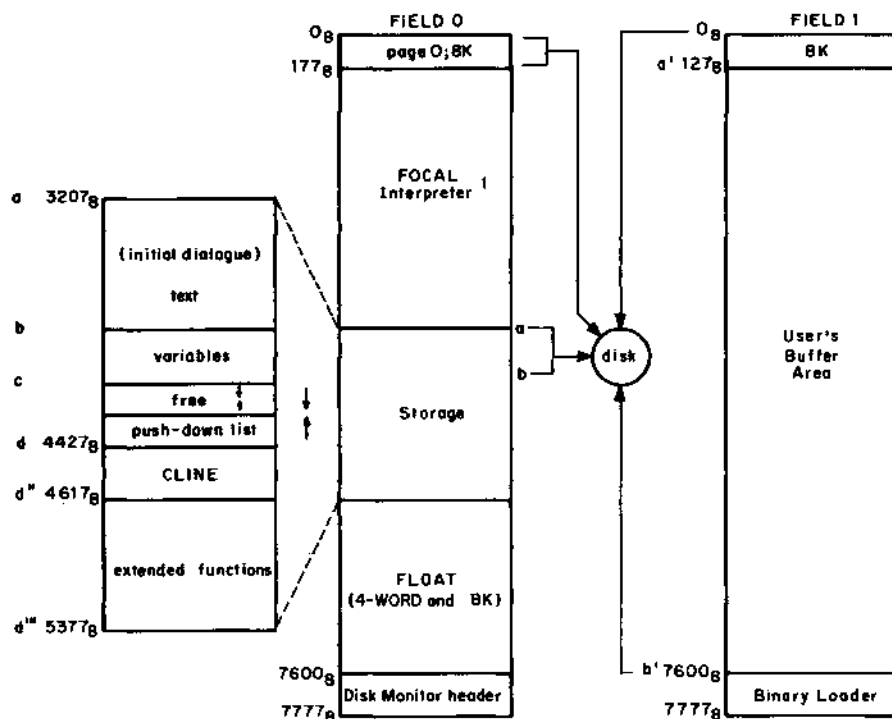 FIELD 0
0₈
page 0;8K
177₈
FOCAL
Interpreter 1
a
b
Storage
FLOAT
(4-WORD and 8K)
7600₈
Disk Monitor header
7777₈
a 3207₈
(initial dialogue)
text
b
variables
c
free
push-down list
d 4427₈
CLINE
d" 4617₈
extended functions
d"' 5377₈
disk
FIELD 1
0₈
8K
a' 127₈
User's
Buffer
Area
b' 7600₈
Binary Loader
7777₈